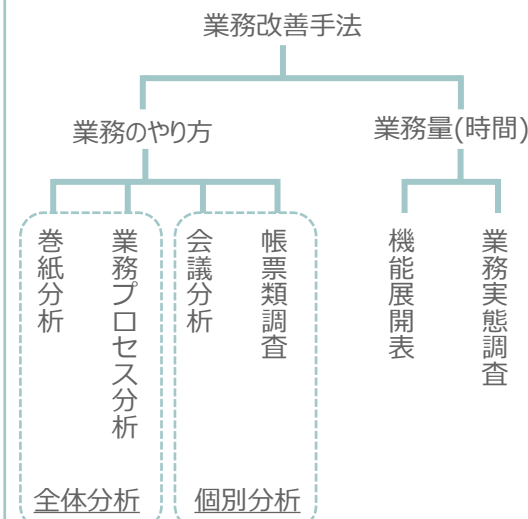 業務改善手法
業務のやり方
業務量(時間)
巻紙分析
業務プロセス分析
会議分析
帳票類調査
機能展開表
業務実態調査
全体分析
個別分析